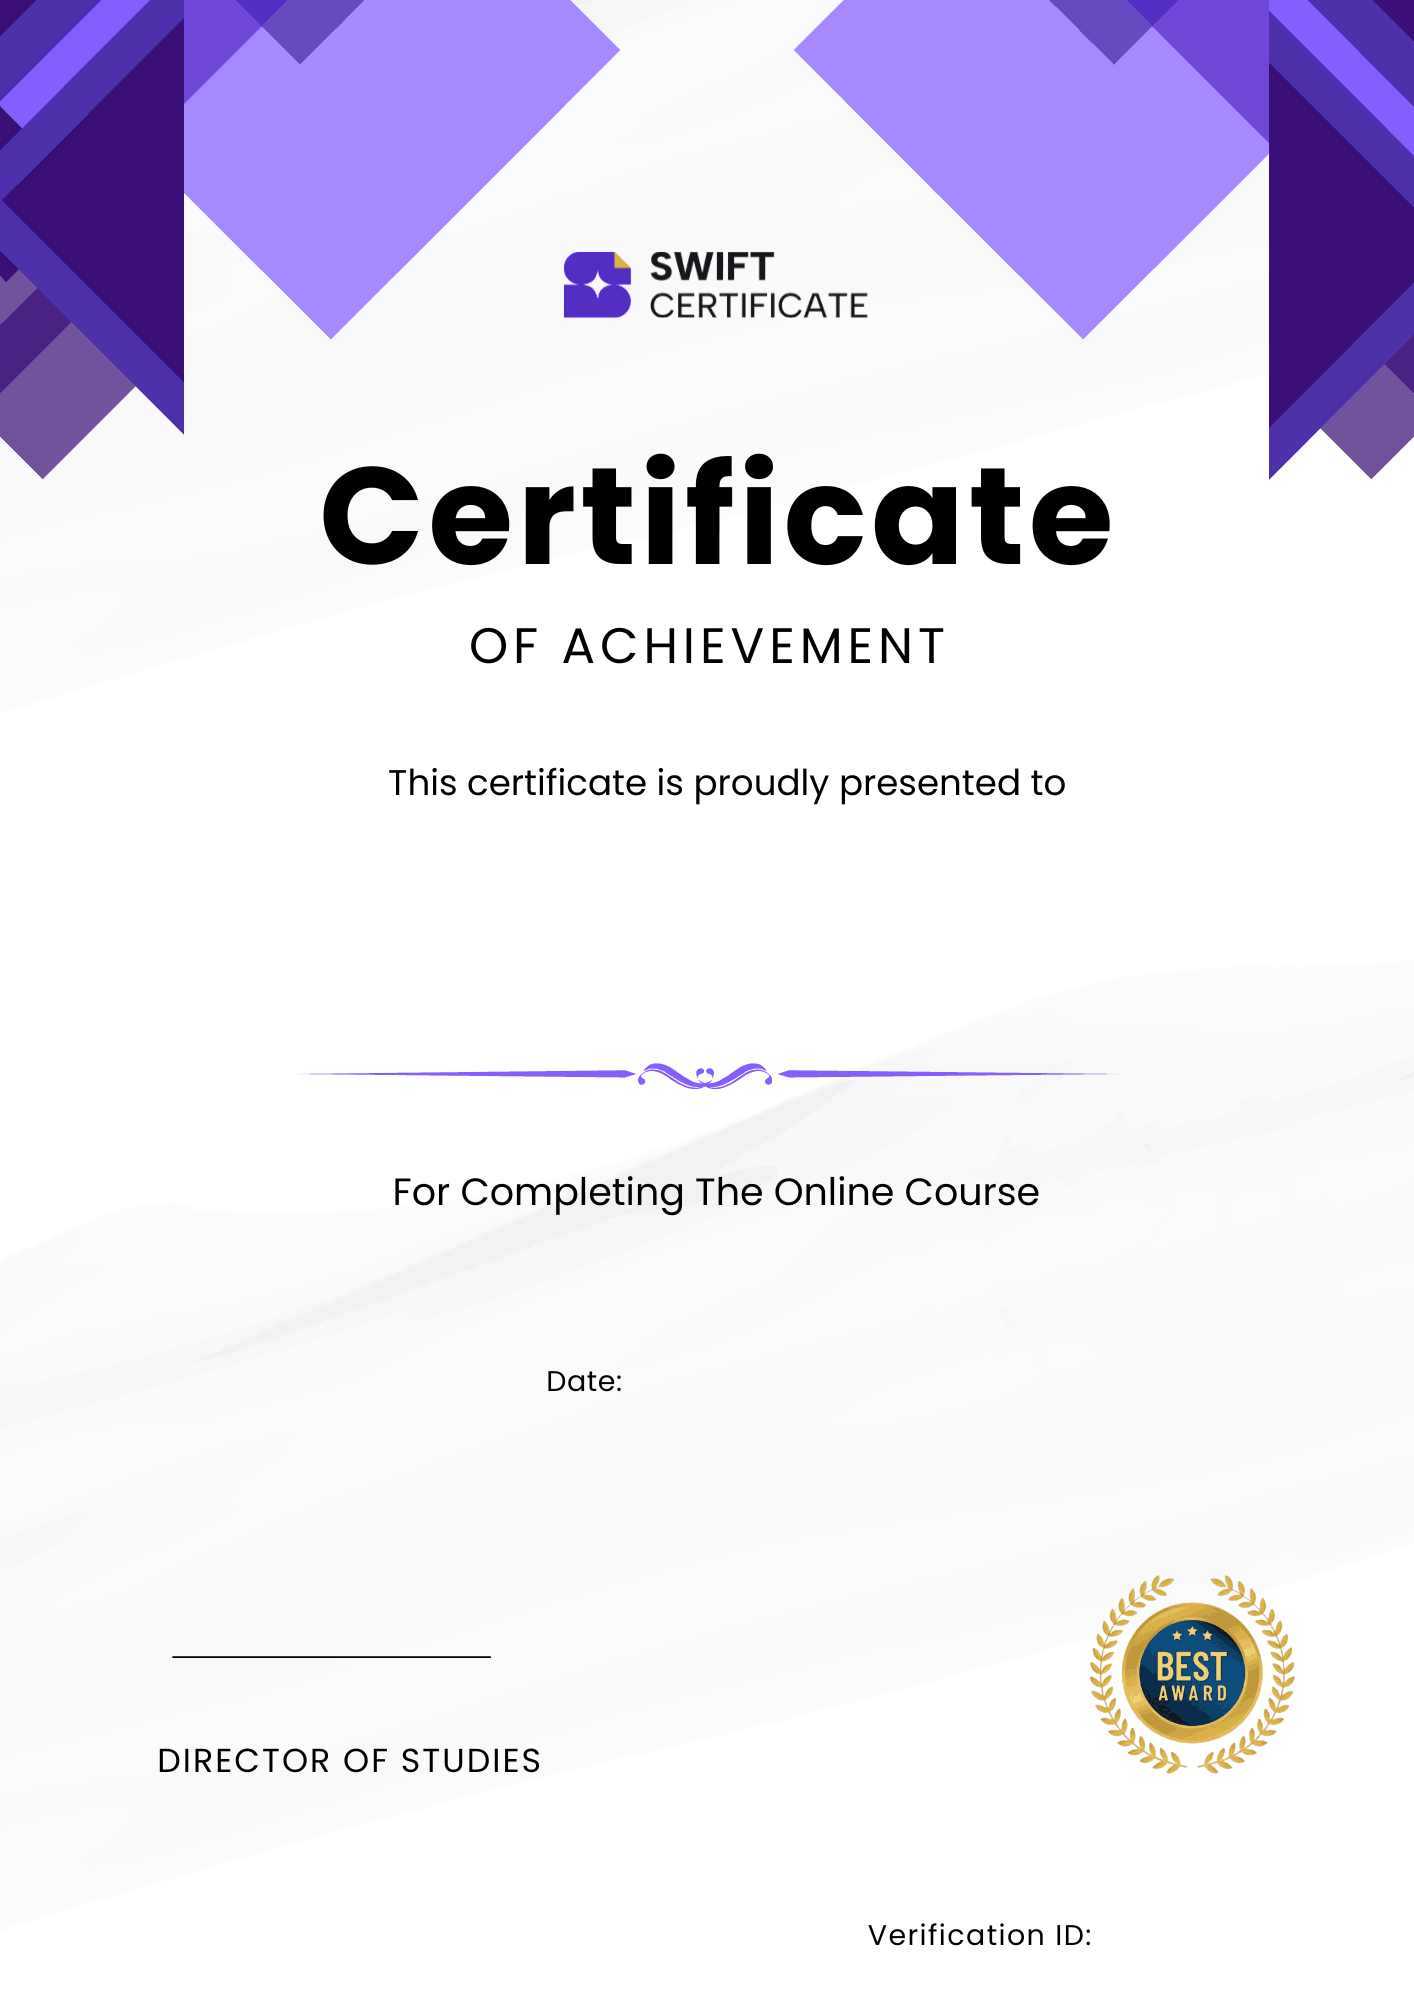 SWIFT
CERTIFICATE
Certificate
OF ACHIEVEMENT
This certificate is proudly presented to
For Completing The Online Course
Date:
BEST
AWARD
DIRECTOR OF STUDIES
Verification ID: